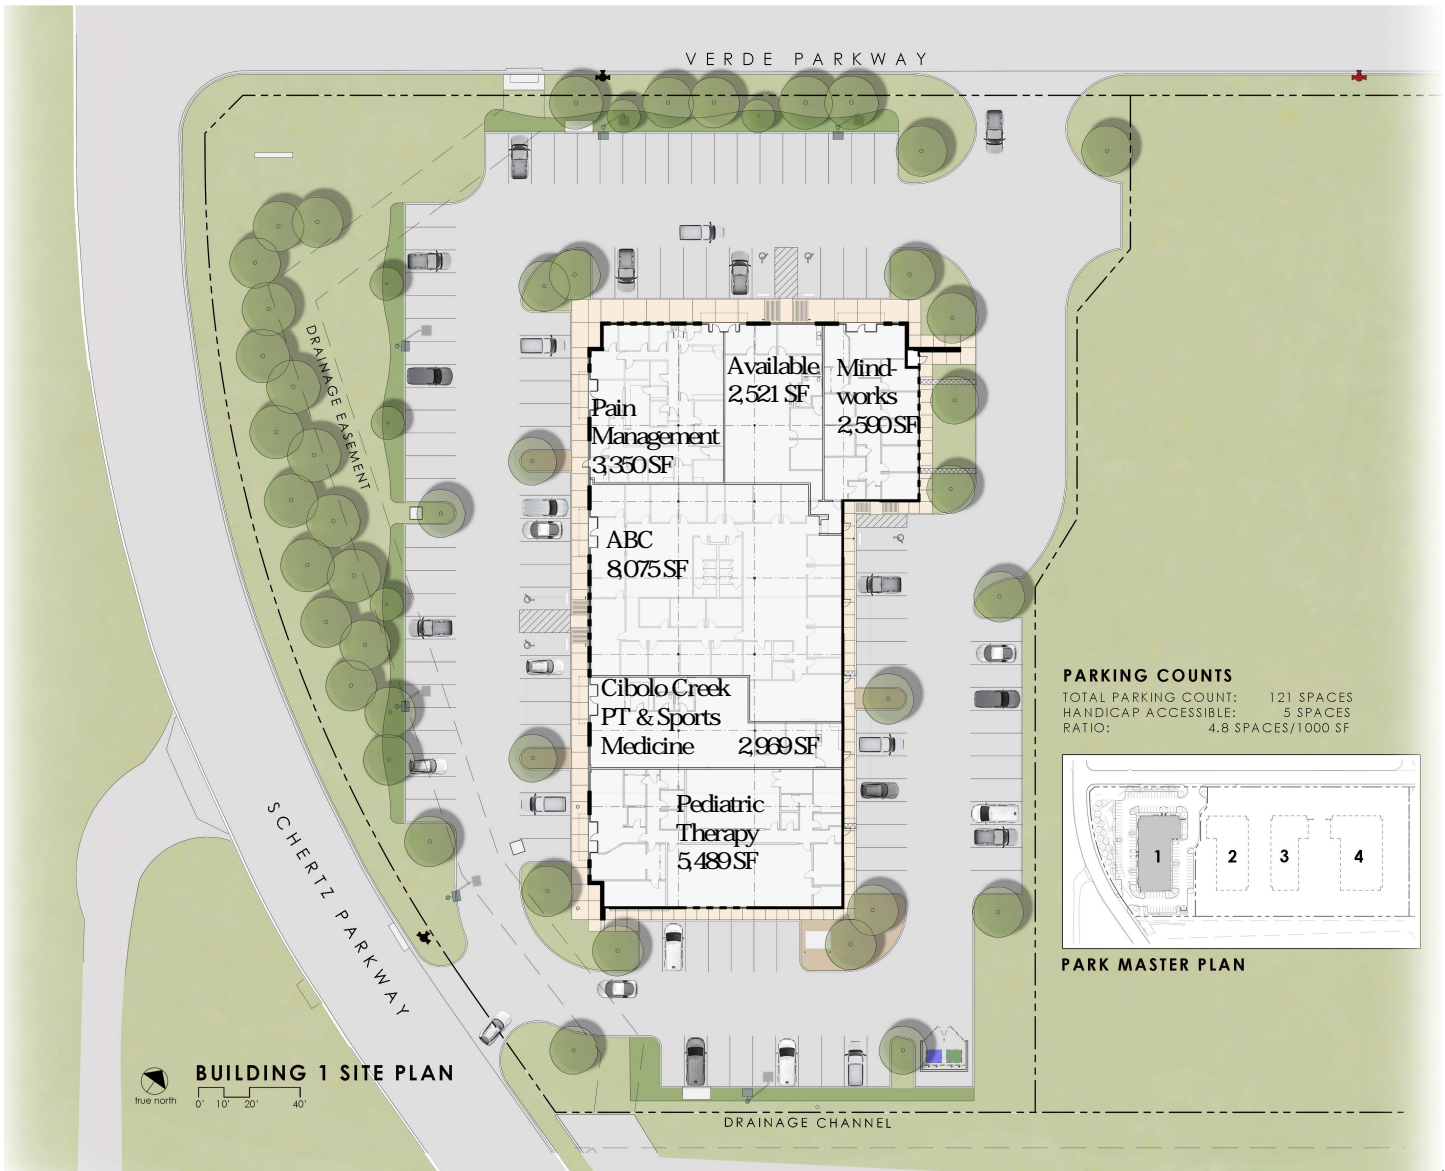 VERDE PARKWAY
DRAINAGE EASEMENT
Available
2,521 SF
Mind-
works
2,590 SF
Pain
Management
3,350 SF
ABC
8,075 SF
Cibolo Creek
PT & Sports
Medicine 2,969 SF
Pediatric
Therapy
5,489 SF
PARKING COUNTS
TOTAL PARKING COUNT: 121 SPACES
HANDICAP ACCESSIBLE: 5 SPACES
RATIO: 4.8 SPACES/1000 SF
1 2 3 4
PARK MASTER PLAN
SCHERTZ PARKWAY
BUILDING 1 SITE PLAN
true north
0' 10' 20' 40'
DRAINAGE CHANNEL